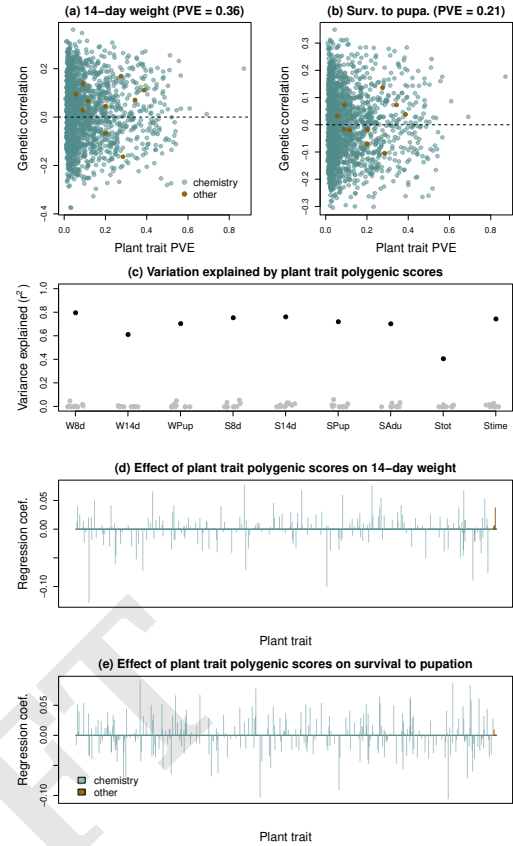 (a) 14−day weight (PVE = 0.36)
Genetic correlation
0.2
0.0
−0.2
−0.4
chemistry
other
0.0 0.2 0.4 0.6 0.8
Plant trait PVE
(b) Surv. to pupa. (PVE = 0.21)
Genetic correlation
0.3
0.2
0.1
0.0
−0.1
−0.2
−0.3
0.0 0.2 0.4 0.6 0.8
Plant trait PVE
(c) Variation explained by plant trait polygenic scores
Variance explained (r²)
1.0
0.8
0.6
0.4
0.2
0.0
W8d W14d WPup S8d S14d SPup SAdu Stot Stime
(d) Effect of plant trait polygenic scores on 14−day weight
Regression coef.
0.05
0.00
−0.10
Plant trait
(e) Effect of plant trait polygenic scores on survival to pupation
Regression coef.
0.05
0.00
−0.10
chemistry
other
Plant trait
FT